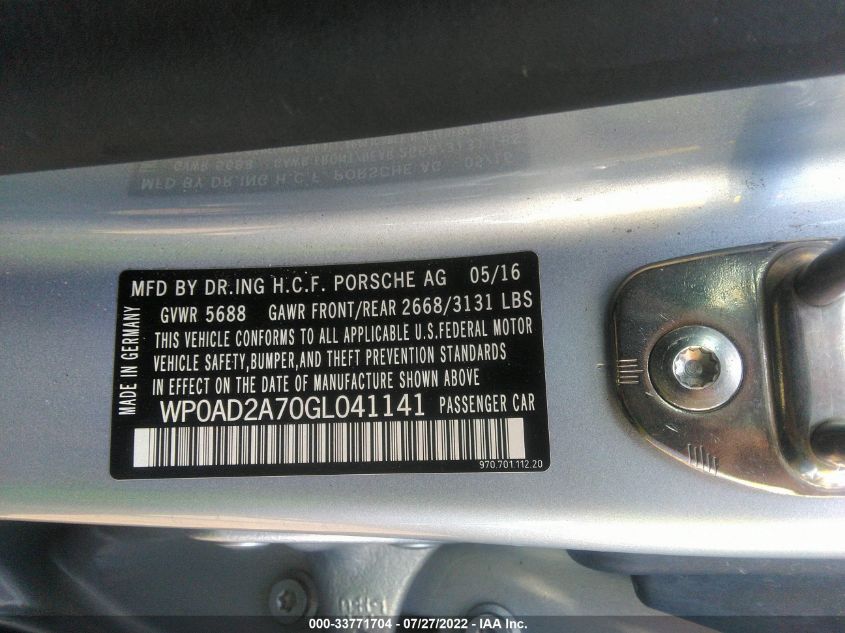 MFD BY DR.ING H.C.F. PORSCHE AG 05/16
GVWR 5688 GAWR FRONT/REAR 2668/3131 LBS
THIS VEHICLE CONFORMS TO ALL APPLICABLE U.S.FEDERAL MOTOR
VEHICLE SAFETY,BUMPER,AND THEFT PREVENTION STANDARDS
IN EFFECT ON THE DATE OF MANUFACTURE SHOWN ABOVE
WP0AD2A70GL041141 PASSENGER CAR
970.701.112.20
MADE IN GERMANY
000-33771704 - 07/27/2022 - IAA Inc.